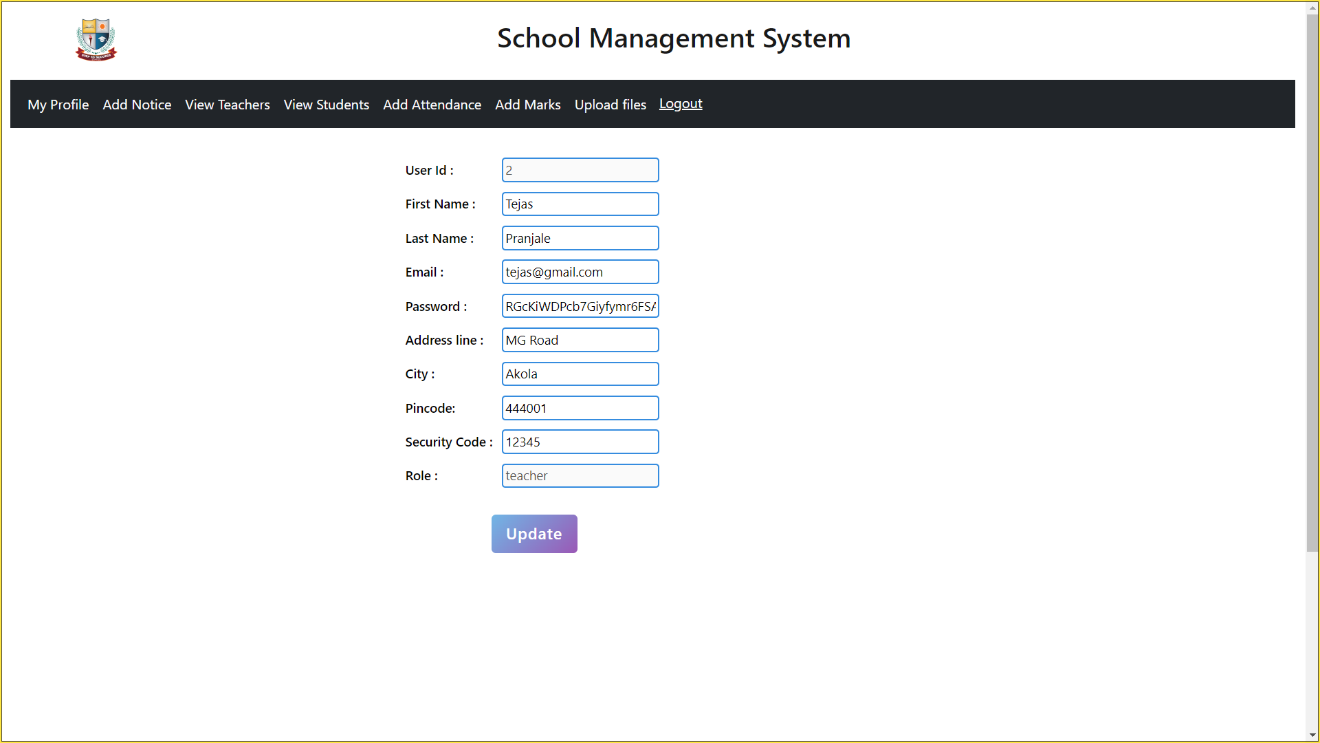 School Management System
My Profile Add Notice View Teachers View Students Add Attendance Add Marks Upload files Logout
User Id : 2
First Name : Tejas
Last Name : Pranjale
Email : tejas@gmail.com
Password : RGcKiWDPcb7Giyfymr6FSA
Address line : MG Road
City : Akola
Pincode: 444001
Security Code : 12345
Role : teacher
Update